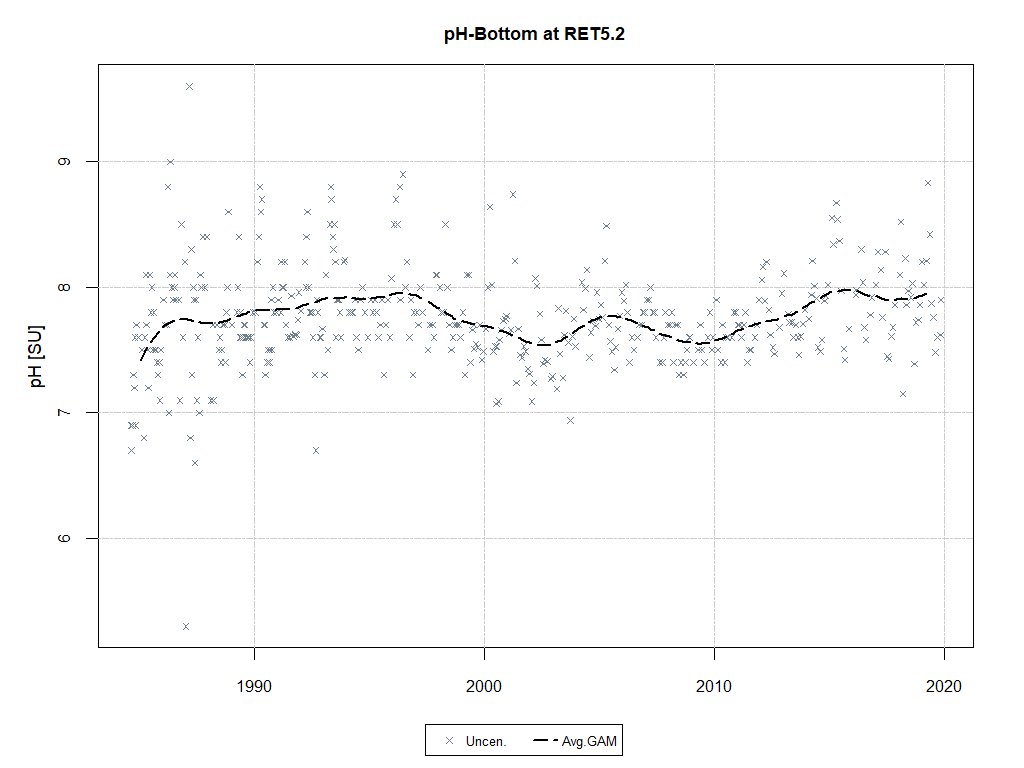 pH-Bottom at RET5.2
pH [SU]
9
8
7
6
1990 2000 2010 2020
Uncen. Avg.GAM